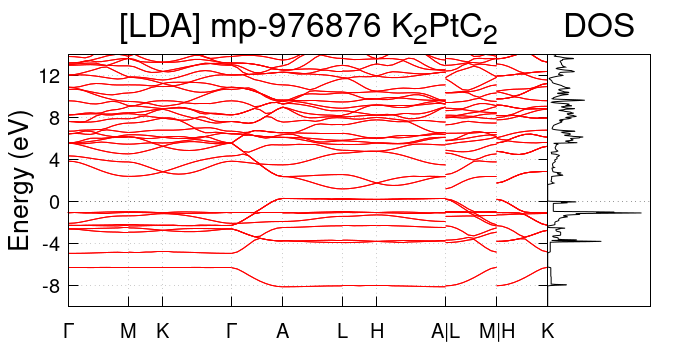 [LDA] mp-976876 K₂PtC₂ DOS
Energy (eV)
12
8
4
0
-4
-8
Γ M K Γ A L H A|L M|H K